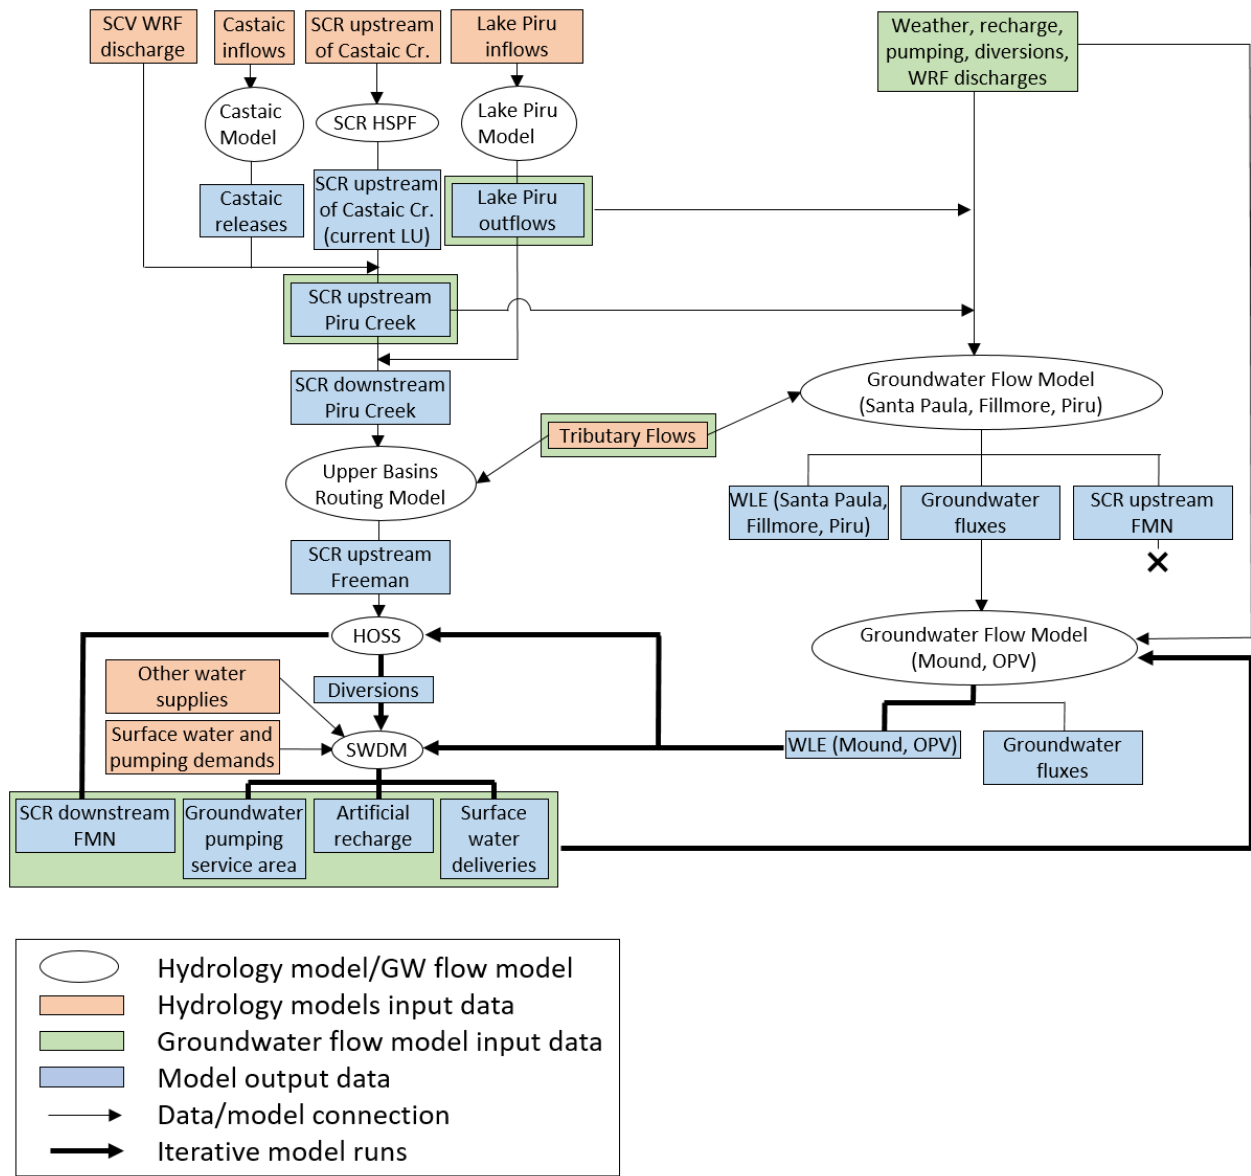 SCV WRF
discharge
Castaic
inflows
SCR upstream
of Castaic Cr.
Lake Piru
inflows
Weather, recharge,
pumping, diversions,
WRF discharges
Castaic
Model
SCR HSPF
Lake Piru
Model
Castaic
releases
SCR upstream
of Castaic Cr.
(current LU)
Lake Piru
outflows
SCR upstream
Piru Creek
SCR downstream
Piru Creek
Groundwater Flow Model
(Santa Paula, Fillmore, Piru)
Tributary Flows
Upper Basins
Routing Model
WLE (Santa Paula,
Fillmore, Piru)
Groundwater
fluxes
SCR upstream
FMN
SCR upstream
Freeman
HOSS
Groundwater Flow Model
(Mound, OPV)
Other water
supplies
Diversions
Surface water and
pumping demands
SWDM
WLE (Mound, OPV)
Groundwater
fluxes
SCR downstream
FMN
Groundwater
pumping
service area
Artificial
recharge
Surface
water
deliveries
Hydrology model/GW flow model
Hydrology models input data
Groundwater flow model input data
Model output data
Data/model connection
Iterative model runs